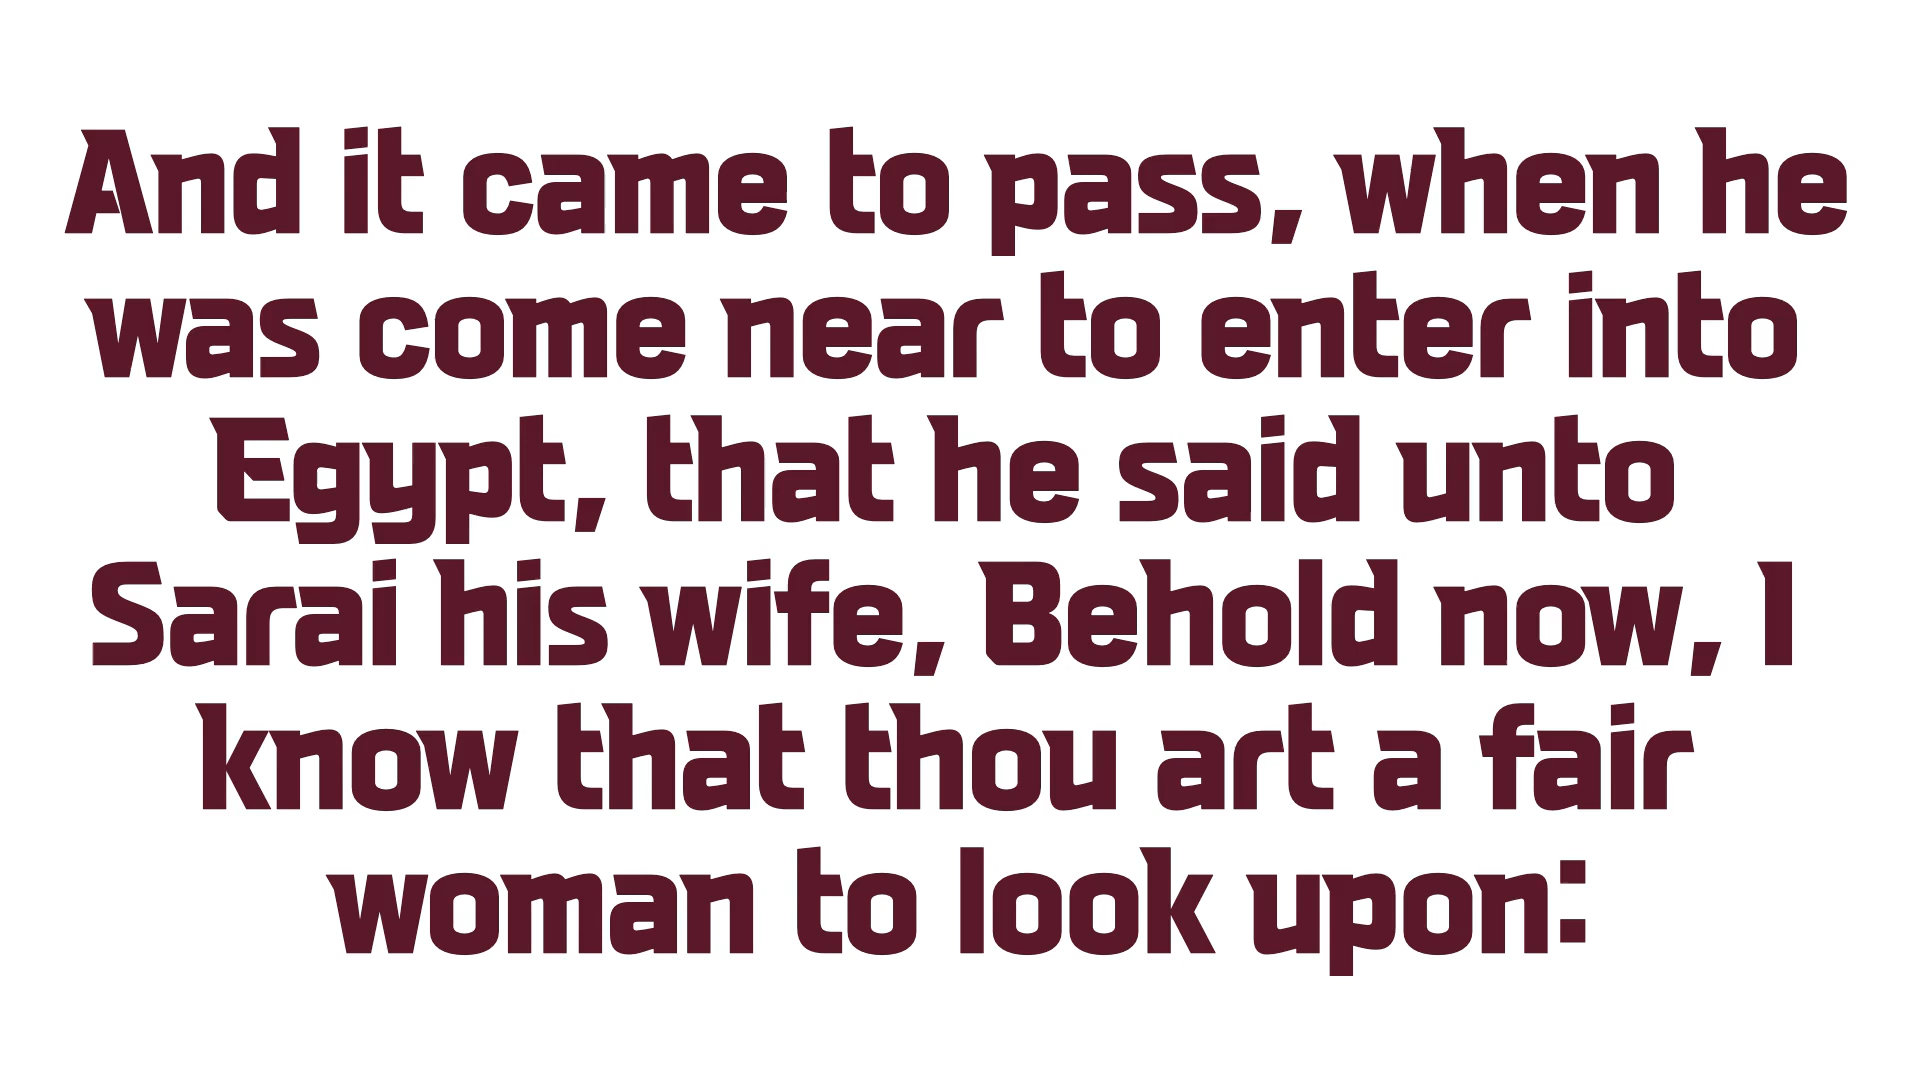 And it came to pass, when he
was come near to enter into
Egypt, that he said unto
Sarai his wife, Behold now, I
know that thou art a fair
woman to look upon: